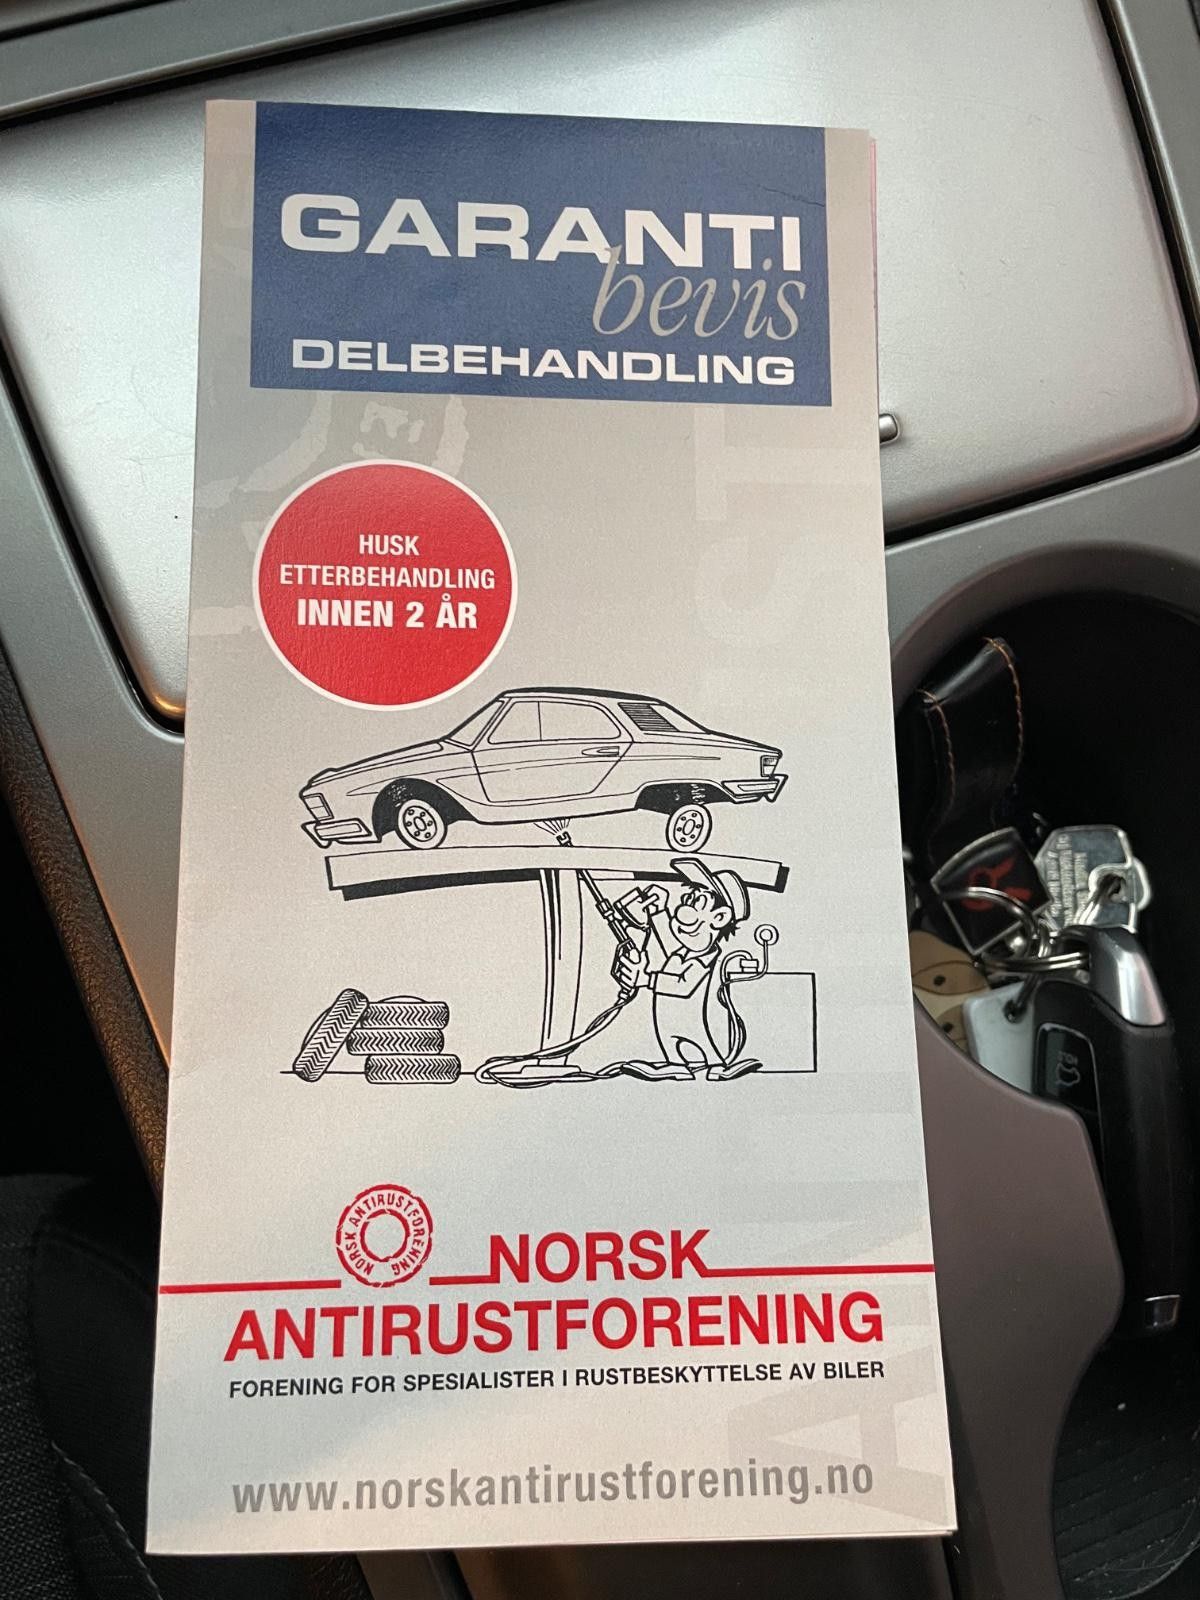 GARANTI
bevis
DELBEHANDLING
HUSK
ETTERBEHANDLING
INNEN 2 ÅR
NORSK ANTIRUSTFORENING
NORSK
ANTIRUSTFORENING
FORENING FOR SPESIALISTER I RUSTBESKYTTELSE AV BILER
www.norskantirustforening.no